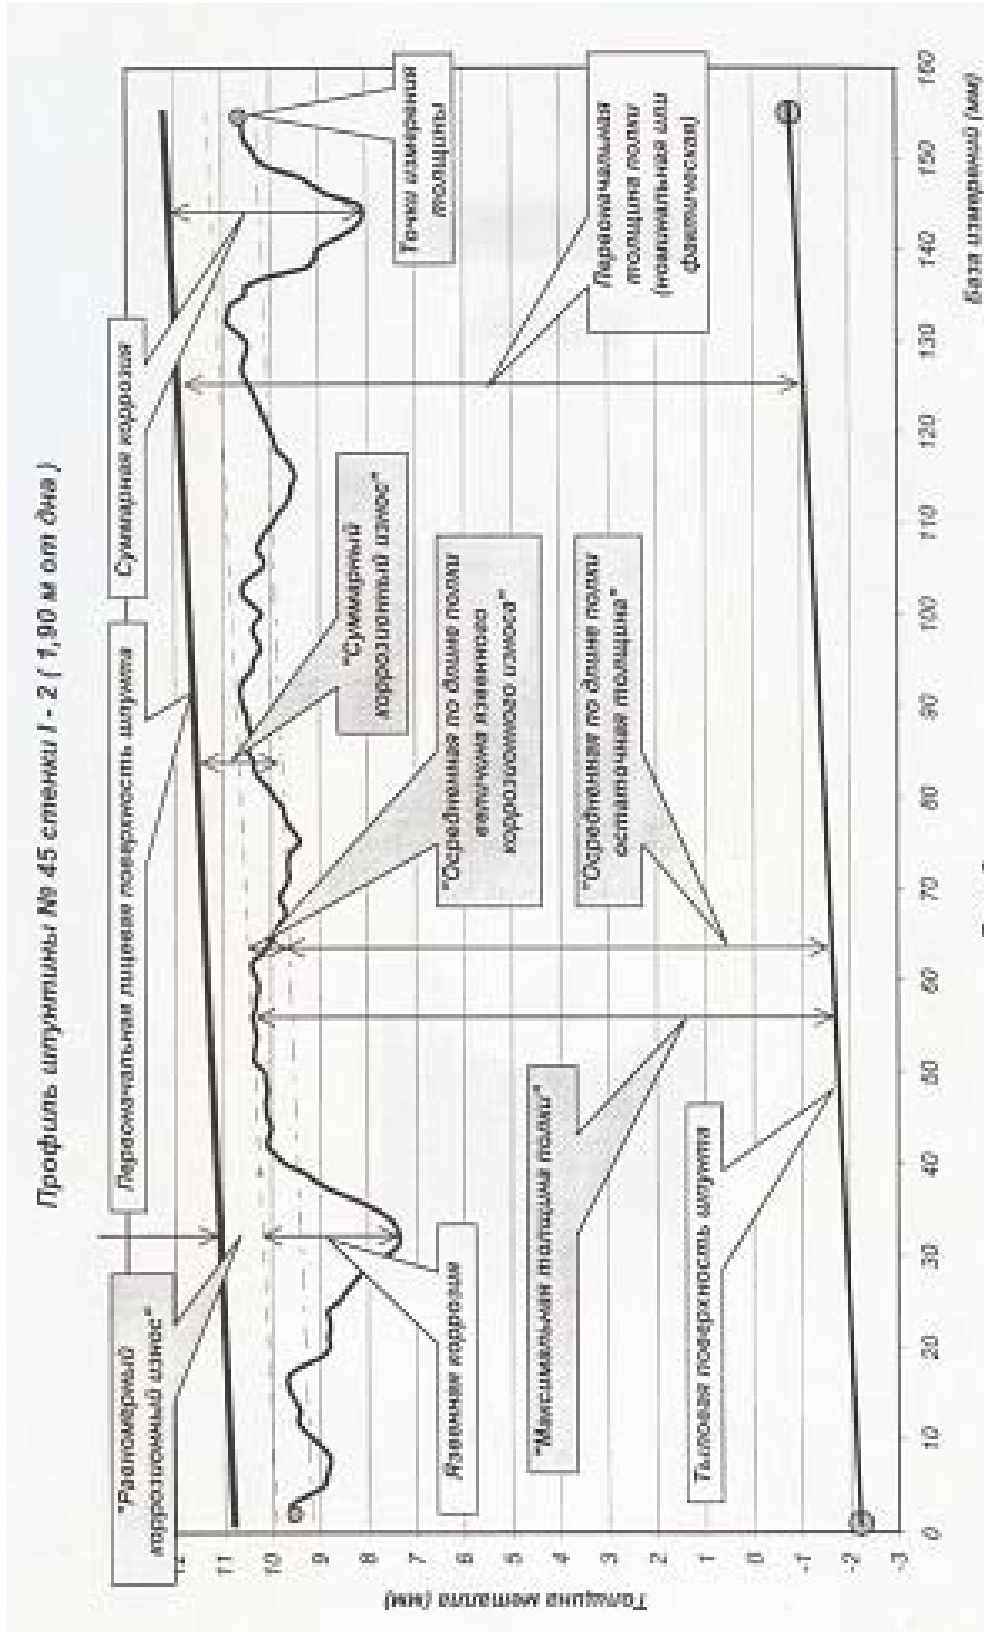 Профиль шпунтины № 45 стенки I - 2 ( 1,90 м от дна )
"Равномерный
коррозионный износ"
Первоначальная лицевая поверхность шпунта
Суммарная коррозия
Точки измерения
толщины
Первоначальная
толщина полки
(номинальная или
фактическая)
"Суммарный
коррозионный износ"
"Осредненная по длине полки
величина язвенного
коррозионного износа"
"Осредненная по длине полки
остаточная толщина"
Язвенная коррозия
"Максимальная толщина полки"
Тыловая поверхность шпунта
Толщина металла (мм)
11
10
9
8
7
6
5
4
3
2
1
0
-1
-2
-3
0 10 20 30 40 50 60 70 80 90 100 110 120 130 140 150 160
База измерений (мм)